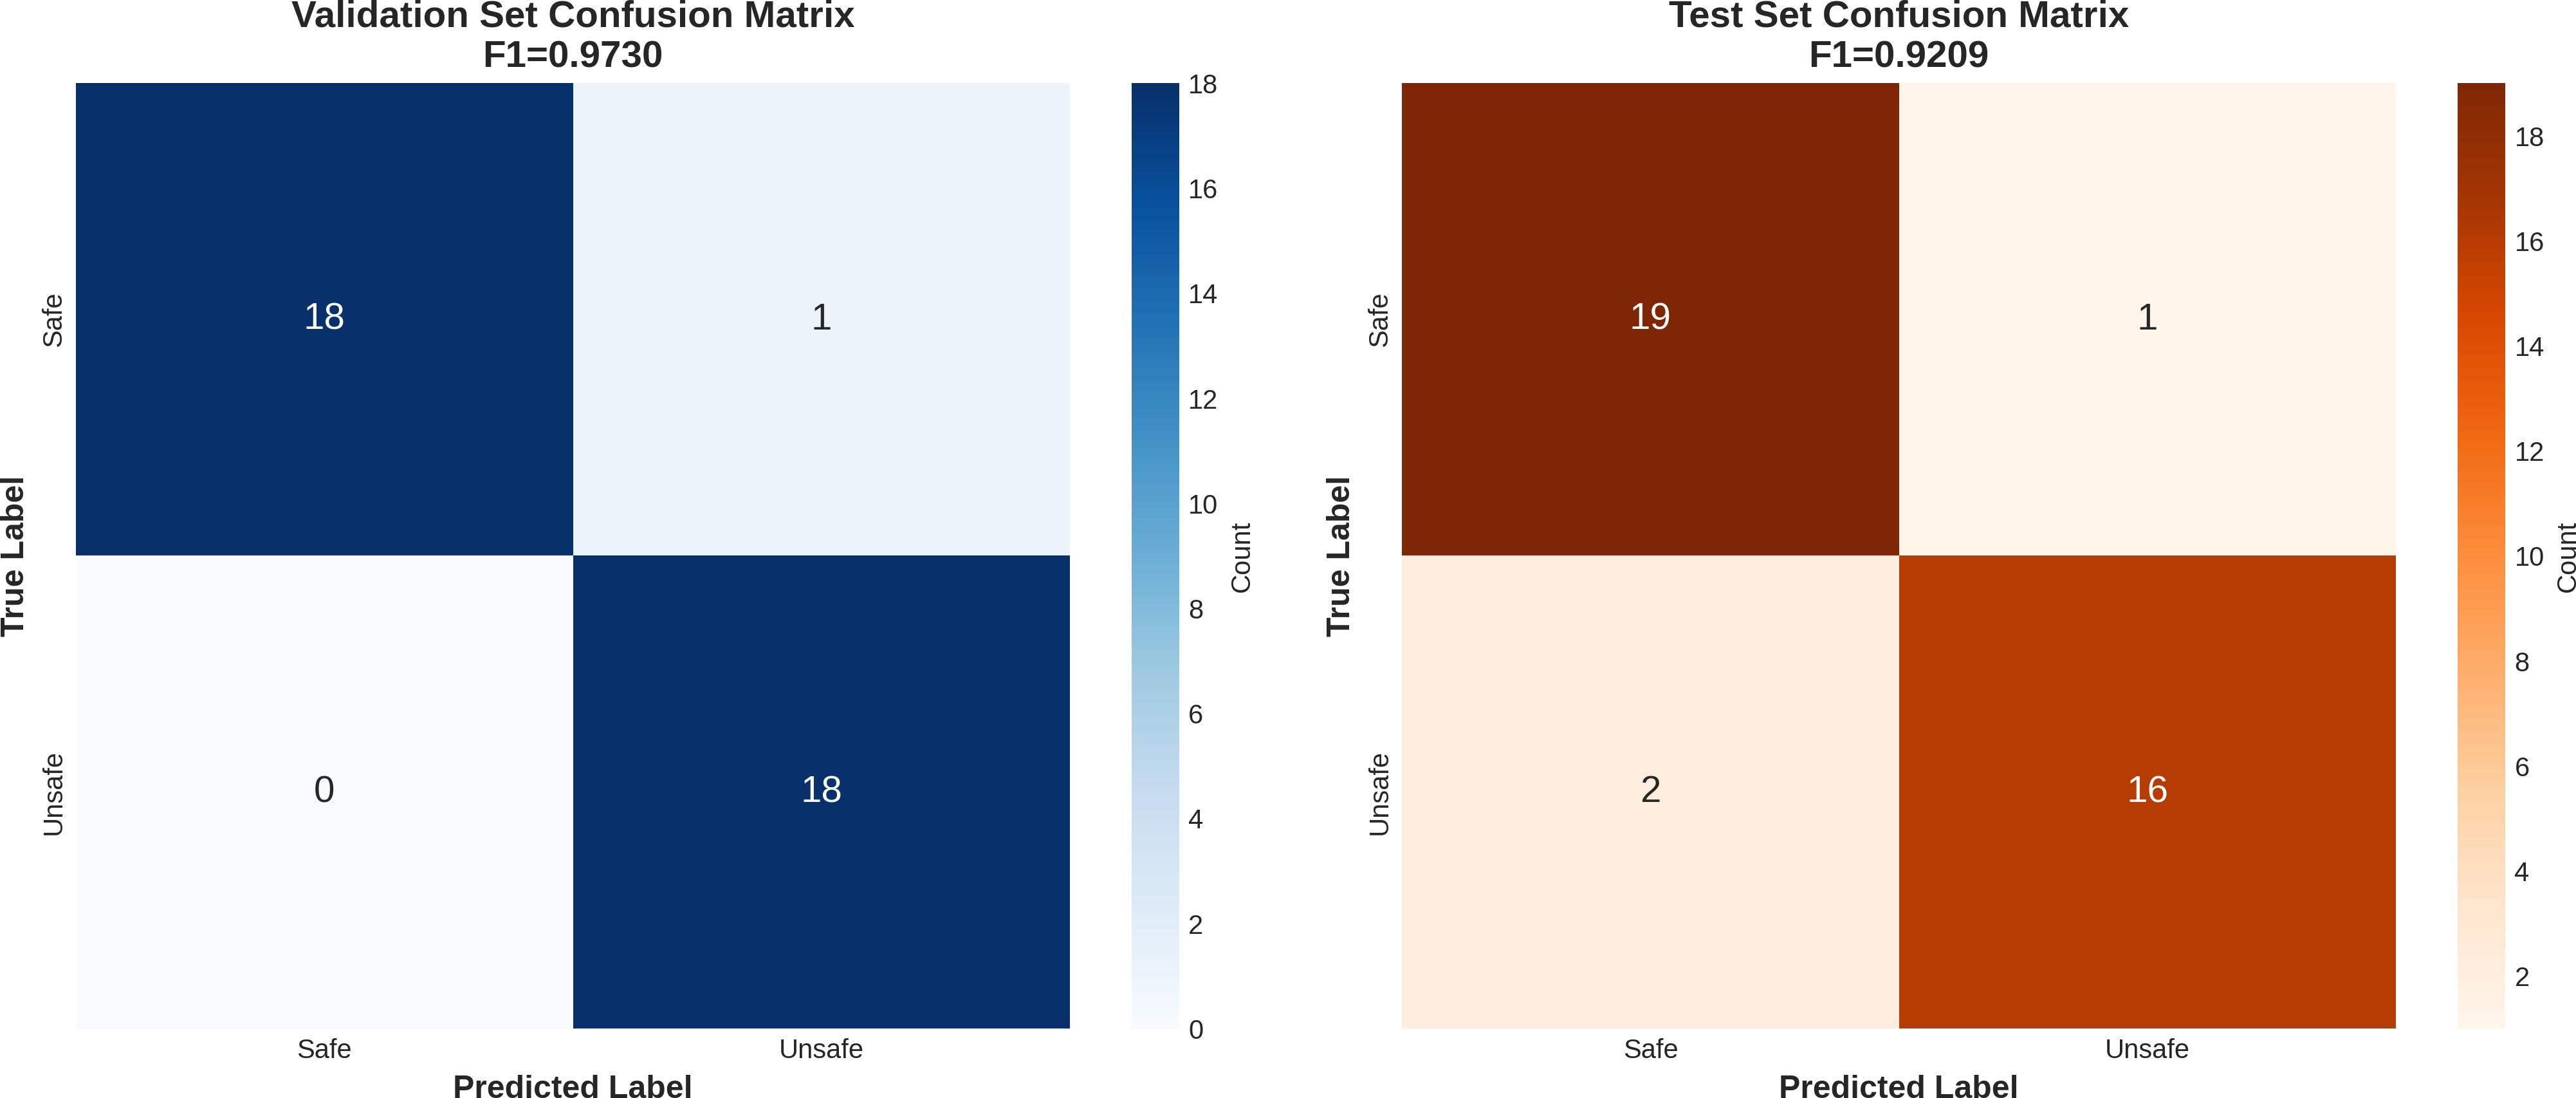 Validation Set Confusion Matrix
F1=0.9730
True Label
Safe
Unsafe
18
1
0
18
Safe
Unsafe
Predicted Label
18
16
14
12
10
8
6
4
2
0
Count
Test Set Confusion Matrix
F1=0.9209
True Label
Safe
Unsafe
19
1
2
16
Safe
Unsafe
Predicted Label
18
16
14
12
10
8
6
4
2
Count